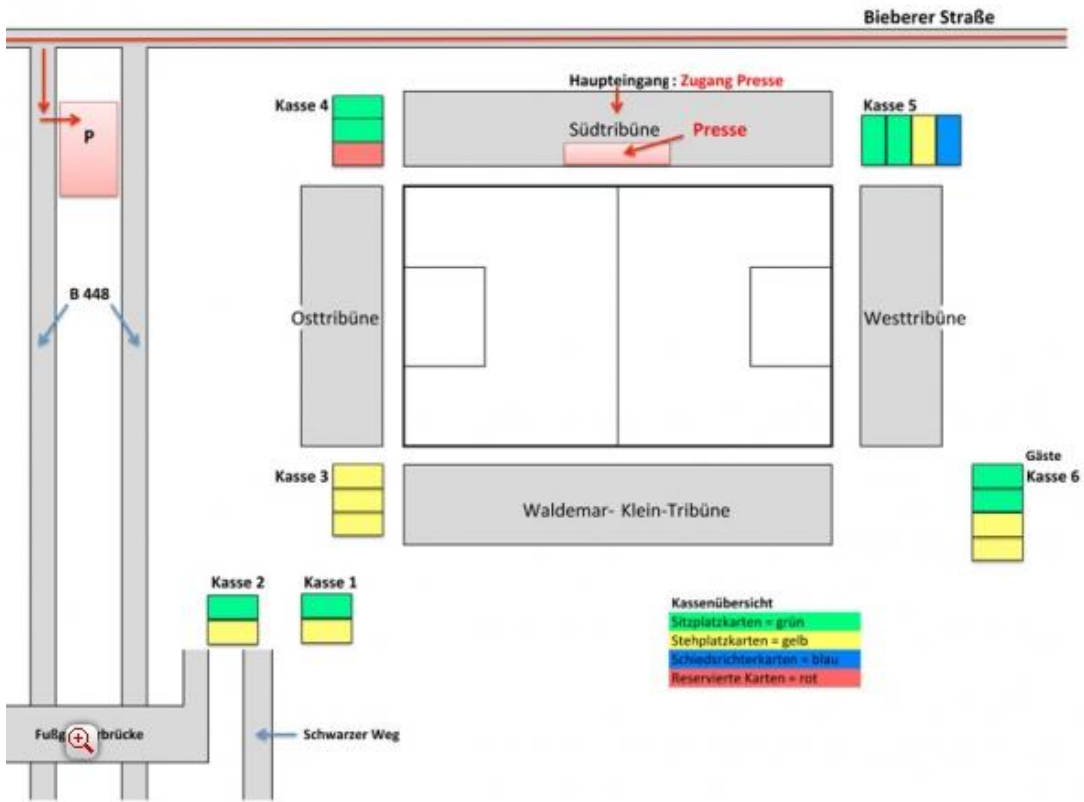 Bieberer Straße
Haupteingang : Zugang Presse
Kasse 4
Kasse 5
P
Südtribüne
Presse
B 448
Osttribüne
Westtribüne
Gäste
Kasse 3
Kasse 6
Waldemar- Klein-Tribüne
Kasse 2
Kasse 1
Kassenübersicht
Sitzplatzkarten = grün
Stehplatzkarten = gelb
Schiedsrichterkarten = blau
Reservierte Karten = rot
Schwarzer Weg